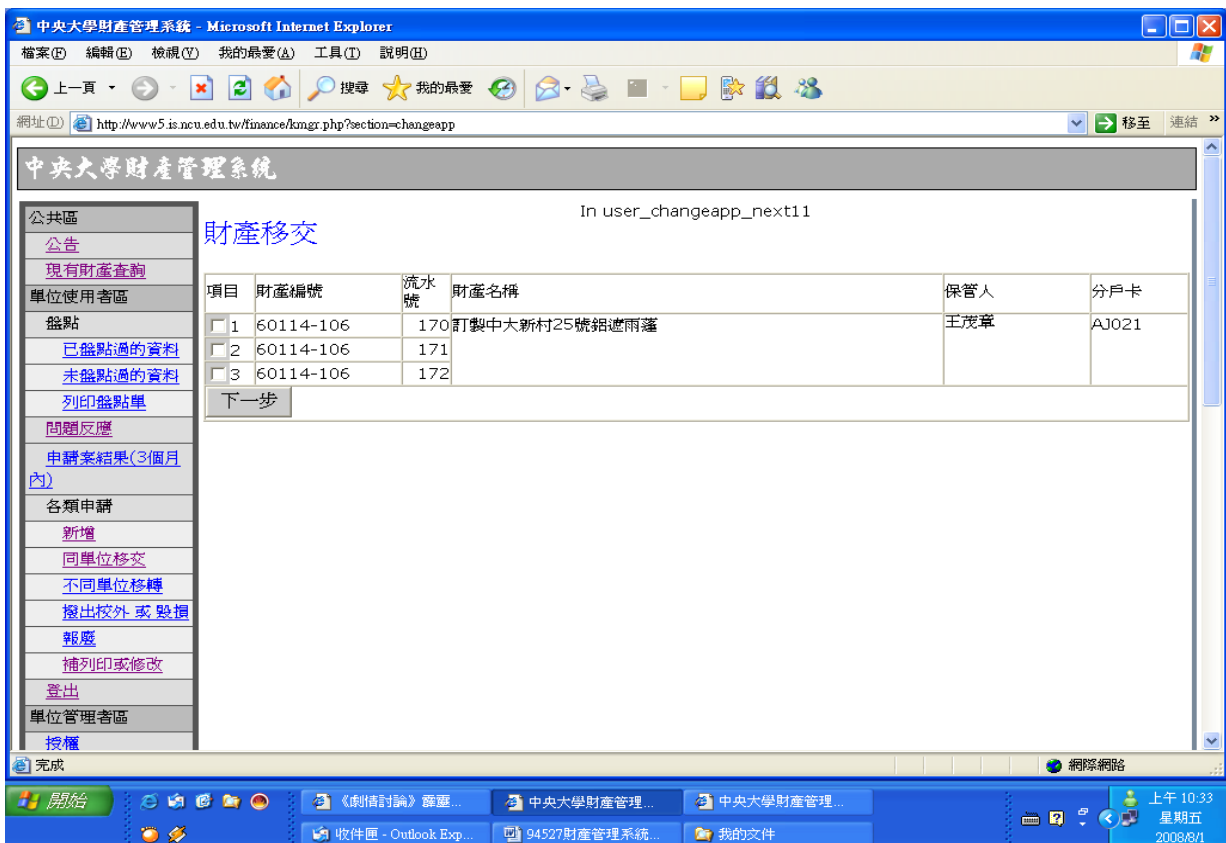 中央大學財產管理系統 - Microsoft Internet Explorer
檔案(F) 編輯(E) 檢視(V) 我的最愛(A) 工具(T) 說明(H)
上一頁 搜尋 我的最愛
網址(D) http://www5.is.ncu.edu.tw/finance/kmgr.php?section=changeapp 移至 連結 »
中央大學財產管理系統
公共區
公告
現有財產查詢
單位使用者區
盤點
已盤點過的資料
未盤點過的資料
列印盤點單
問題反應
申請案結果(3個月
內)
各類申請
新增
同單位移交
不同單位移轉
撥出校外 或 毀損
報廢
補列印或修改
登出
單位管理者區
授權
In user_changeapp_next11
財產移交
項目 財產編號 流水號 財產名稱 保管人 分戶卡
1 60114-106 170 訂製中大新村25號鋁遮雨蓬 王茂章 AJ021
2 60114-106 171
3 60114-106 172
下一步
完成 網際網路
開始 《劇情討論》霹靂... 中央大學財產管理... 中央大學財產管理... 上午 10:33
收件匣 - Outlook Exp... 94527財產管理系統... 我的文件 星期五
2008/8/1